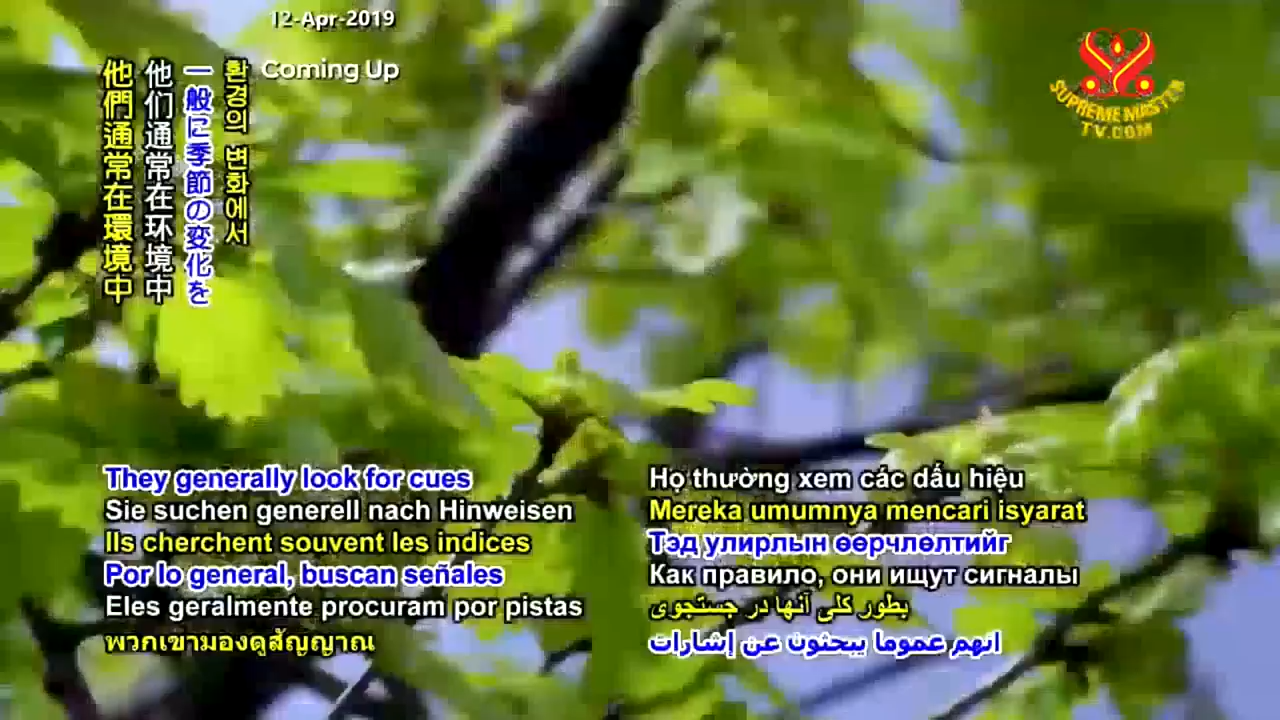 12-Apr-2019
Coming Up
SUPREME MASTER
TV.COM
환경의 변화에서
一般に季節の変化を
他们通常在环境中
他們通常在環境中
They generally look for cues
Sie suchen generell nach Hinweisen
Ils cherchent souvent les indices
Por lo general, buscan señales
Eles geralmente procuram por pistas
พวกเขามองดูสัญญาณ
Họ thường xem các dấu hiệu
Mereka umumnya mencari isyarat
Тэд улирлын өөрчлөлтийг
Как правило, они ищут сигналы
بطور کلی آنها در جستجوی
انهم عموما يبحثون عن إشارات